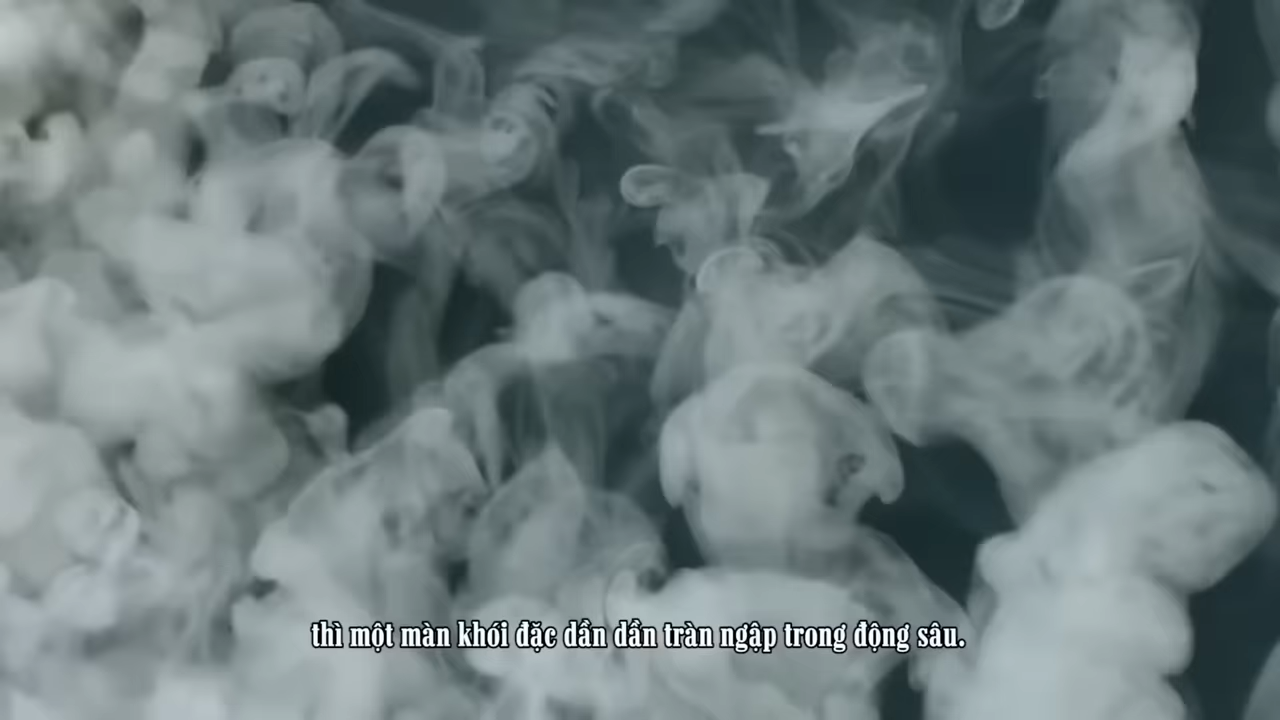 thì một màn khói đặc dần dần tràn ngập trong động sâu.